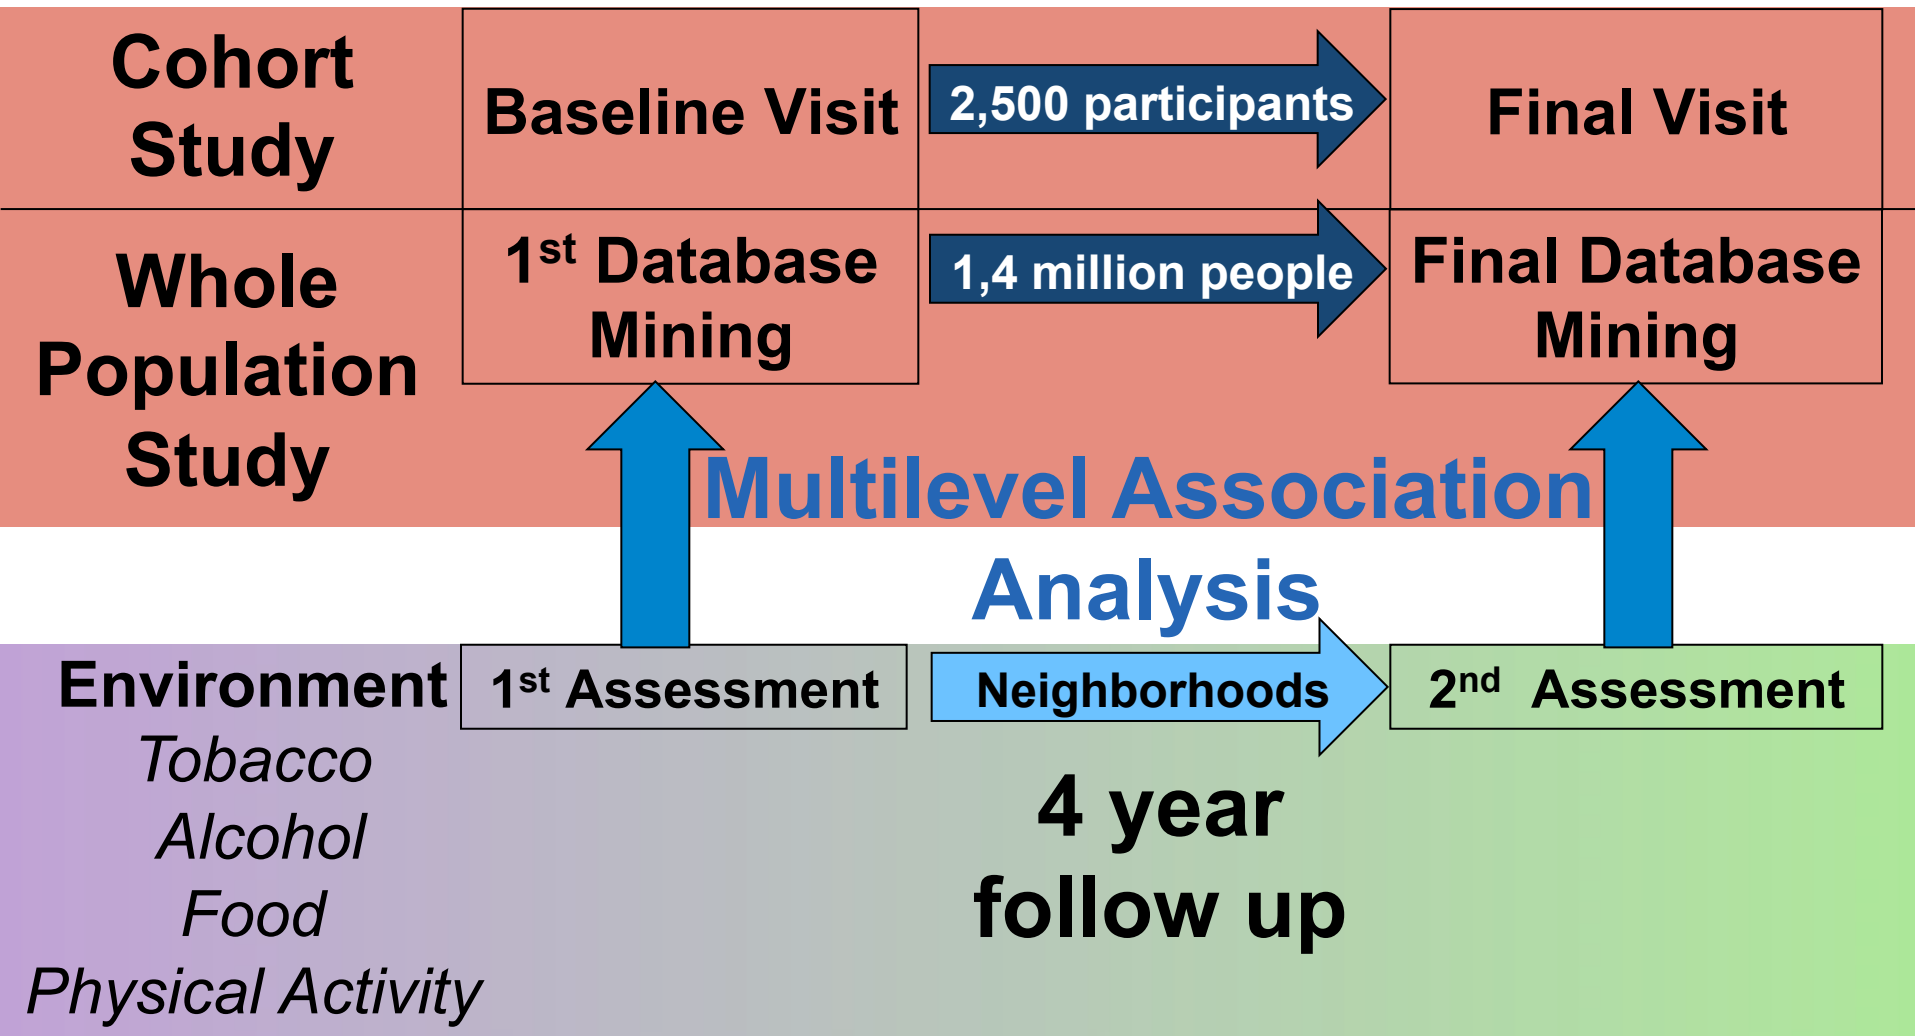 Cohort
Study
Baseline Visit
2,500 participants
Final Visit
Whole
Population
Study
1st Database
Mining
1,4 million people
Final Database
Mining
Multilevel Association
Analysis
Environment
1st Assessment
Neighborhoods
2nd Assessment
Tobacco
Alcohol
Food
Physical Activity
4 year
follow up